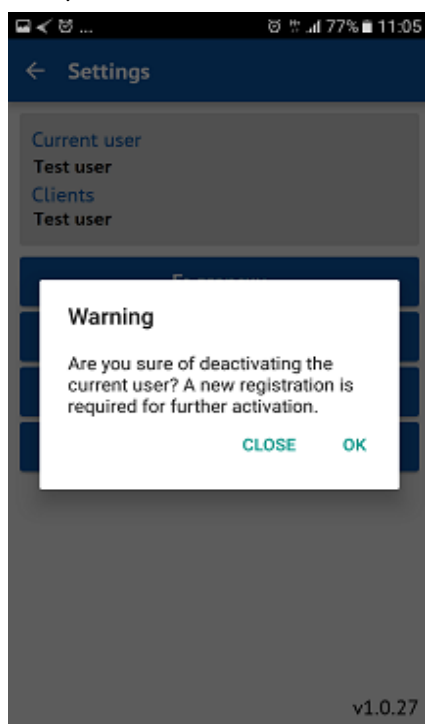 ... 77% 11:05
Settings
Current user
Test user
Clients
Test user
Warning
Are you sure of deactivating the
current user? A new registration is
required for further activation.
CLOSE OK
v1.0.27